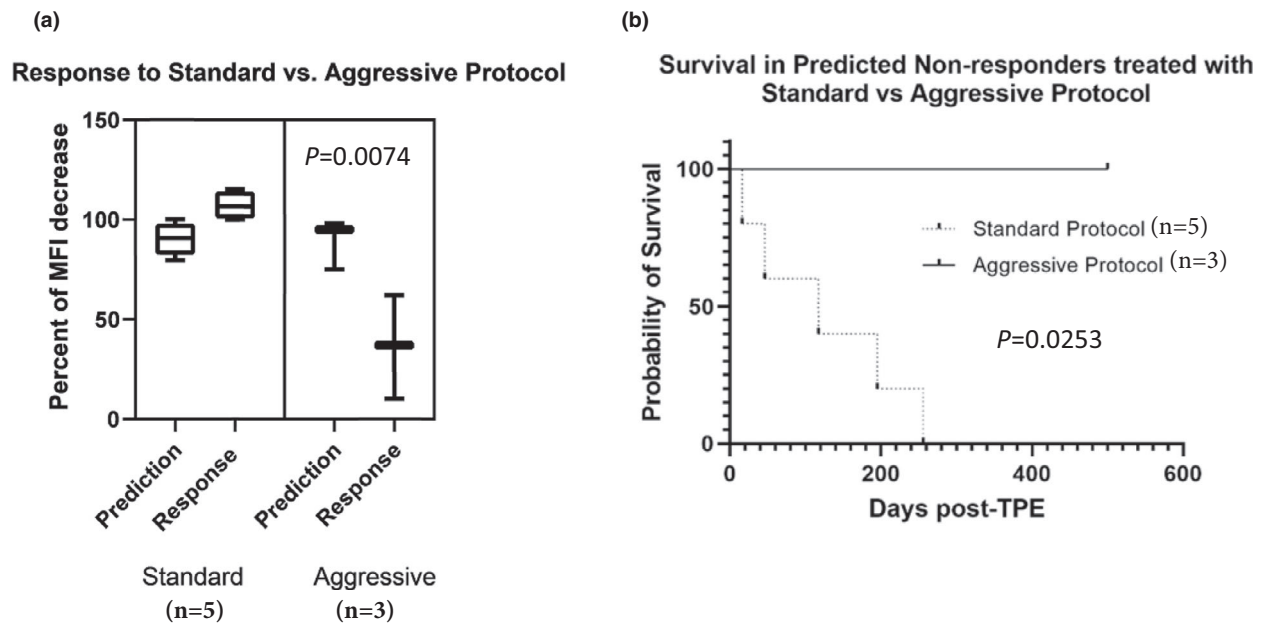 (a)
Response to Standard vs. Aggressive Protocol
Percent of MFI decrease
150
100
50
0
P=0.0074
Prediction
Response
Prediction
Response
Standard
Aggressive
(n=5)
(n=3)
(b)
Survival in Predicted Non-responders treated with
Standard vs Aggressive Protocol
Probability of Survival
100
50
0
Standard Protocol (n=5)
Aggressive Protocol (n=3)
P=0.0253
0
200
400
600
Days post-TPE